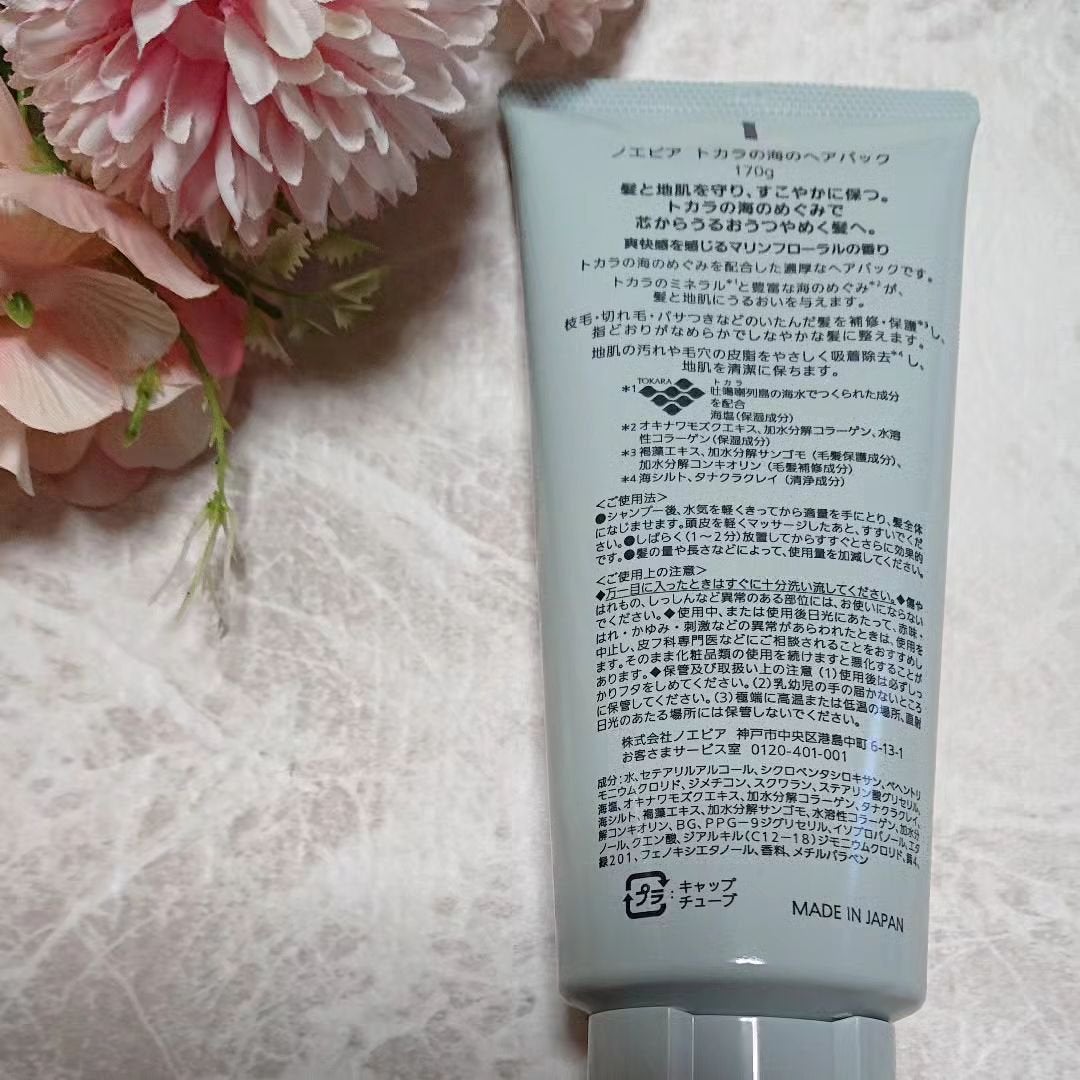 ノエビア トカラの海のヘアパック
170g
髪と地肌を守り、すこやかに保つ。
トカラの海のめぐみで
芯からうるおうつややめく髪へ。
爽快感を感じるマリンフローラルの香り
トカラの海のめぐみを配合した濃厚なヘアパックです。
トカラのミネラル*1と豊富な海のめぐみ*2が、
髪と地肌にうるおいを与えます。
枝毛・切れ毛・パサつきなどのいたんだ髪を補修・保護*3し、
指どおりがなめらかでしなやかな髪に整えます。
地肌の汚れや毛穴の皮脂をやさしく吸着除去*4し、
地肌を清潔に保ちます。
TOKARA
トカラ
*1 吐噶喇列島の海水でつくられた成分
を配合
海塩(保湿成分)
*2 オキナワモズクエキス、加水分解コラーゲン、水溶
性コラーゲン(保湿成分)
*3 褐藻エキス、加水分解サンゴモ(毛髪保護成分)、
加水分解コンキオリン(毛髪補修成分)
*4 海シルト、タナクラクレイ(清浄成分)
<ご使用法>
●シャンプー後、水気を軽くきってから適量を手にとり、髪全体
になじませます。頭皮を軽くマッサージしたあと、すすいでくだ
さい。●しばらく(1~2分)放置してからすすぐとさらに効果的
です。●髪の量や長さなどによって、使用量を加減してください。
<ご使用上の注意>
◆万一目に入ったときはすぐに十分洗い流してください。◆傷や
はれもの、しっしんなど異常のある部位には、お使いにならない
でください。◆使用中、または使用後日光にあたって、赤味・
はれ・かゆみ・刺激などの異常があらわれたときは、使用を
中止し、皮フ科専門医などにご相談されることをおすすめし
ます。そのまま化粧品類の使用を続けますと悪化することが
あります。◆保管及び取扱い上の注意 (1)使用後は必ずしっ
かりフタをしめてください。(2)乳幼児の手の届かないところ
に保管してください。(3)極端に高温または低温の場所、直射
日光のあたる場所には保管しないでください。
株式会社ノエビア 神戸市中央区港島中町6-13-1
お客さまサービス室 0120-401-001
成分:水、セテアリルアルコール、シクロペンタシロキサン、ベヘントリ
モニウムクロリド、ジメチコン、スクワラン、ステアリン酸グリセリル、
海塩、オキナワモズクエキス、加水分解コラーゲン、タナクラクレイ、
海シルト、褐藻エキス、加水分解サンゴモ、水溶性コラーゲン、加水分
解コンキオリン、BG、PPG-9ジグリセリル、イソプロパノール、エタ
ノール、クエン酸、ジアルキル(C12-18)ジモニウムクロリド、黄4、
緑201、フェノキシエタノール、香料、メチルパラベン
プラ:キャップ
チューブ
MADE IN JAPAN